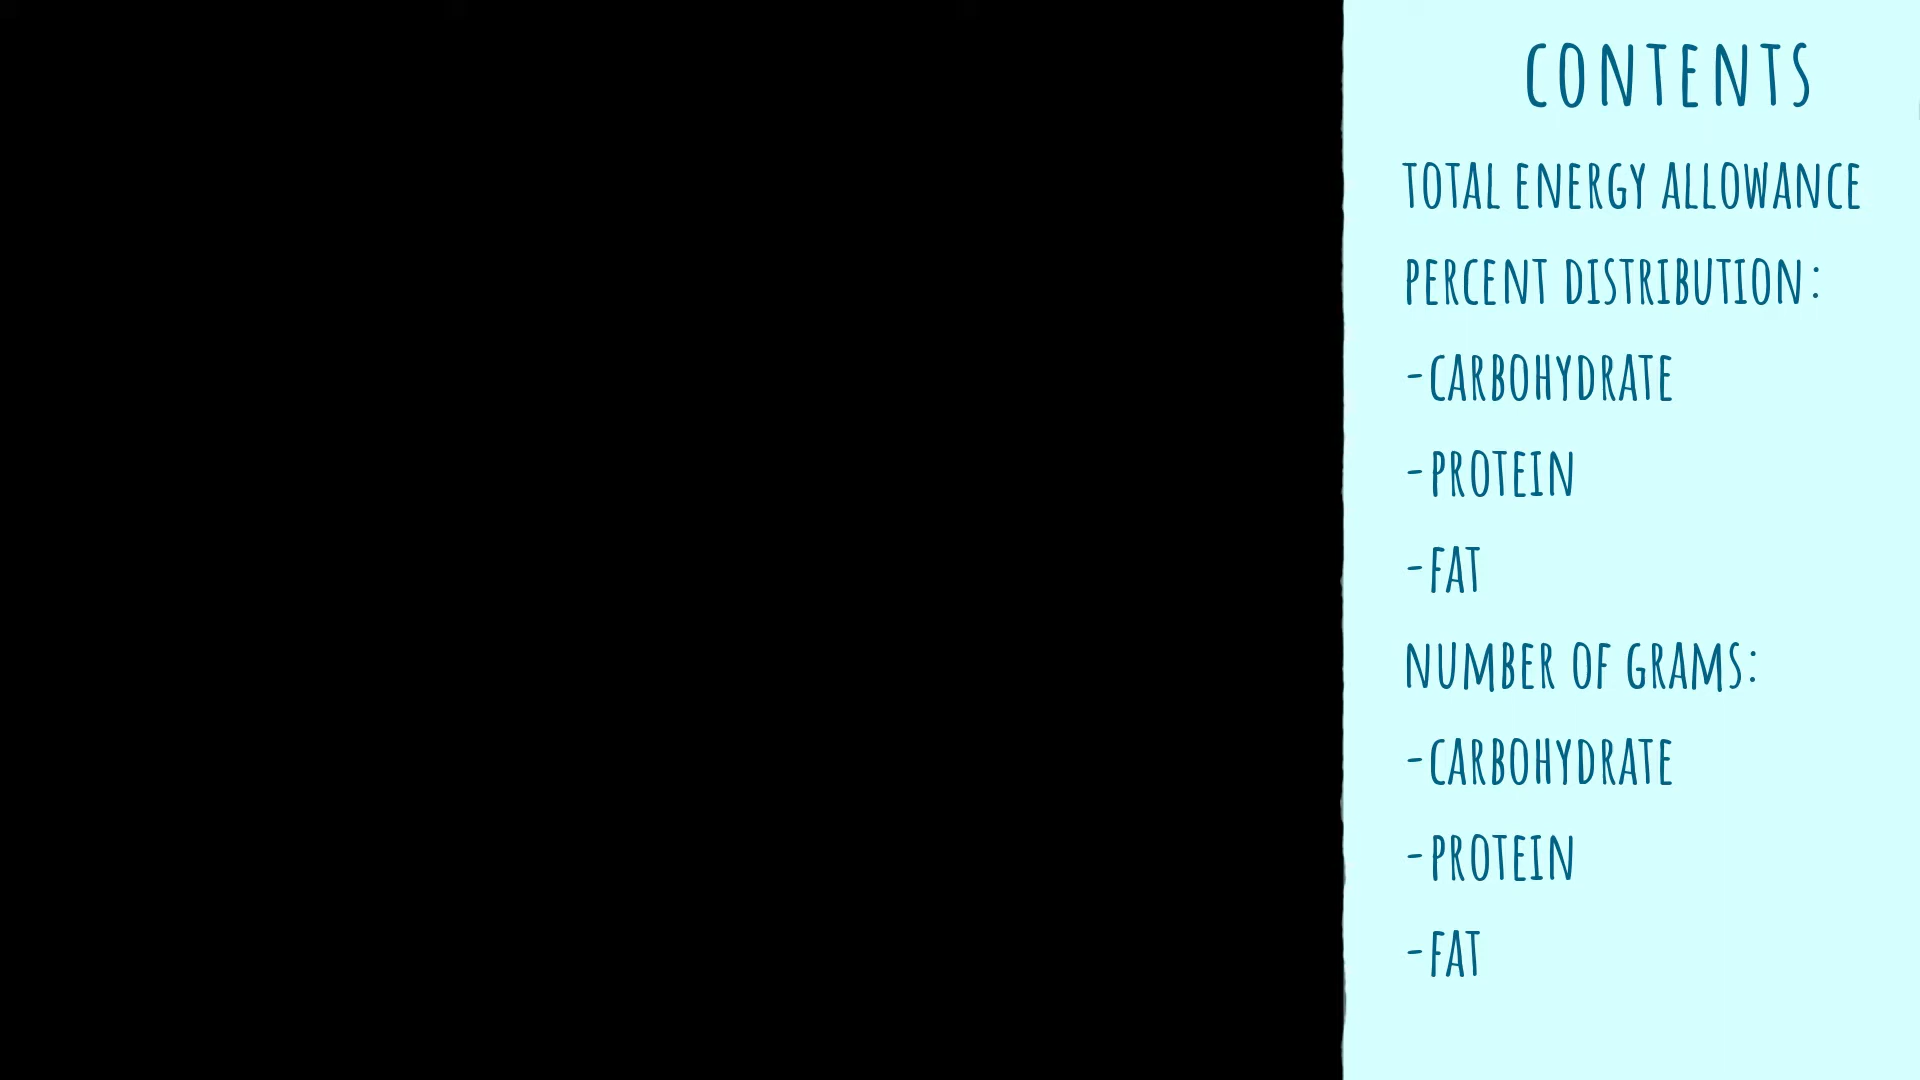 CONTENTS
TOTAL ENERGY ALLOWANCE
PERCENT DISTRIBUTION:
-CARBOHYDRATE
-PROTEIN
-FAT
NUMBER OF GRAMS:
-CARBOHYDRATE
-PROTEIN
-FAT